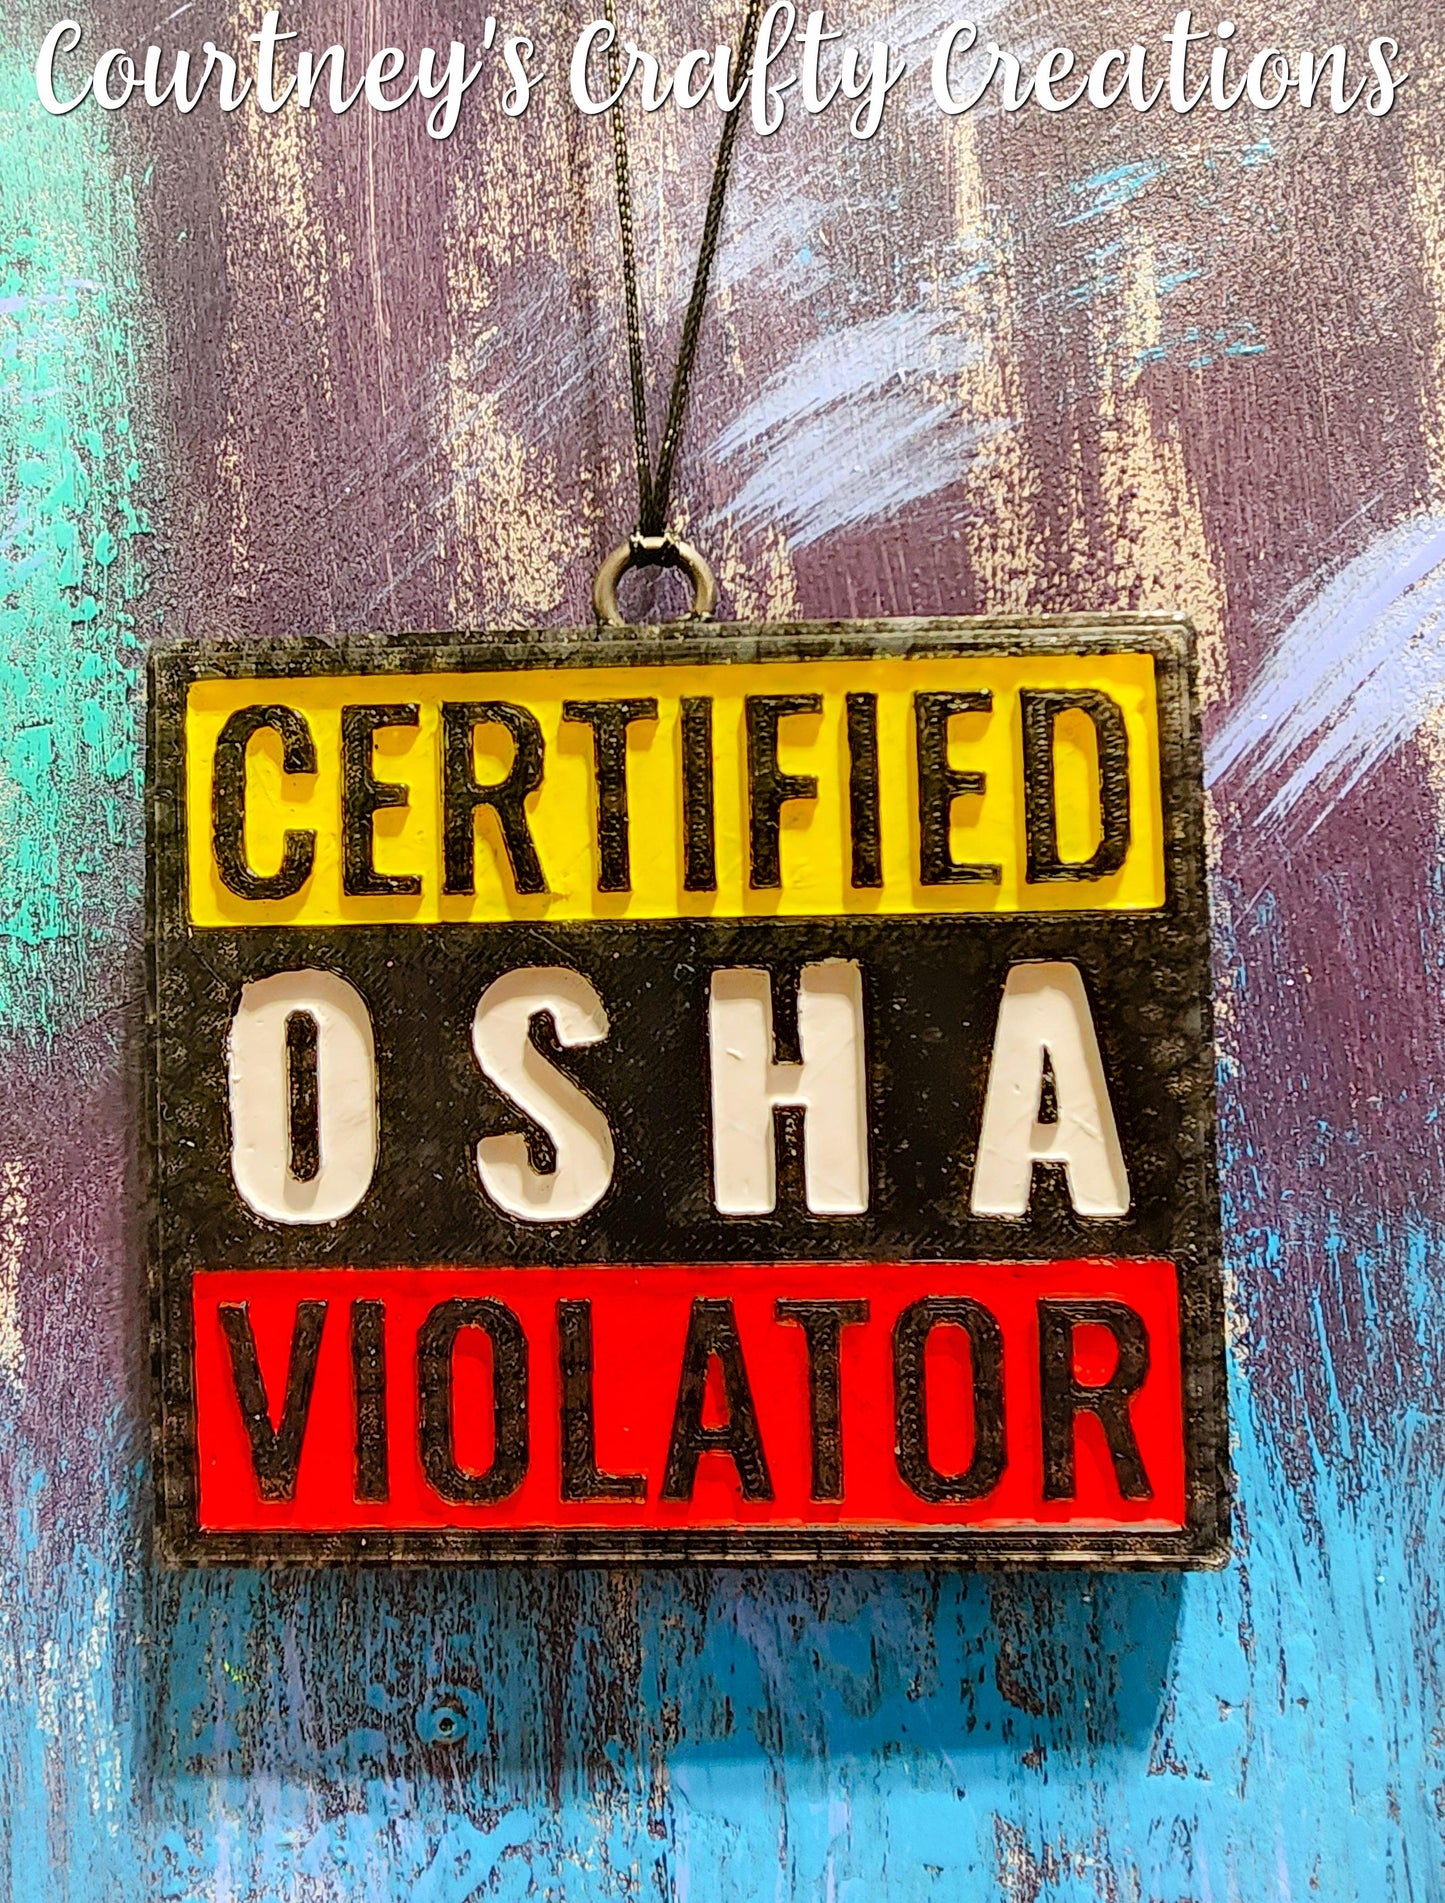 Courtney's Crafty Creations
CERTIFIED
OSHA
VIOLATOR